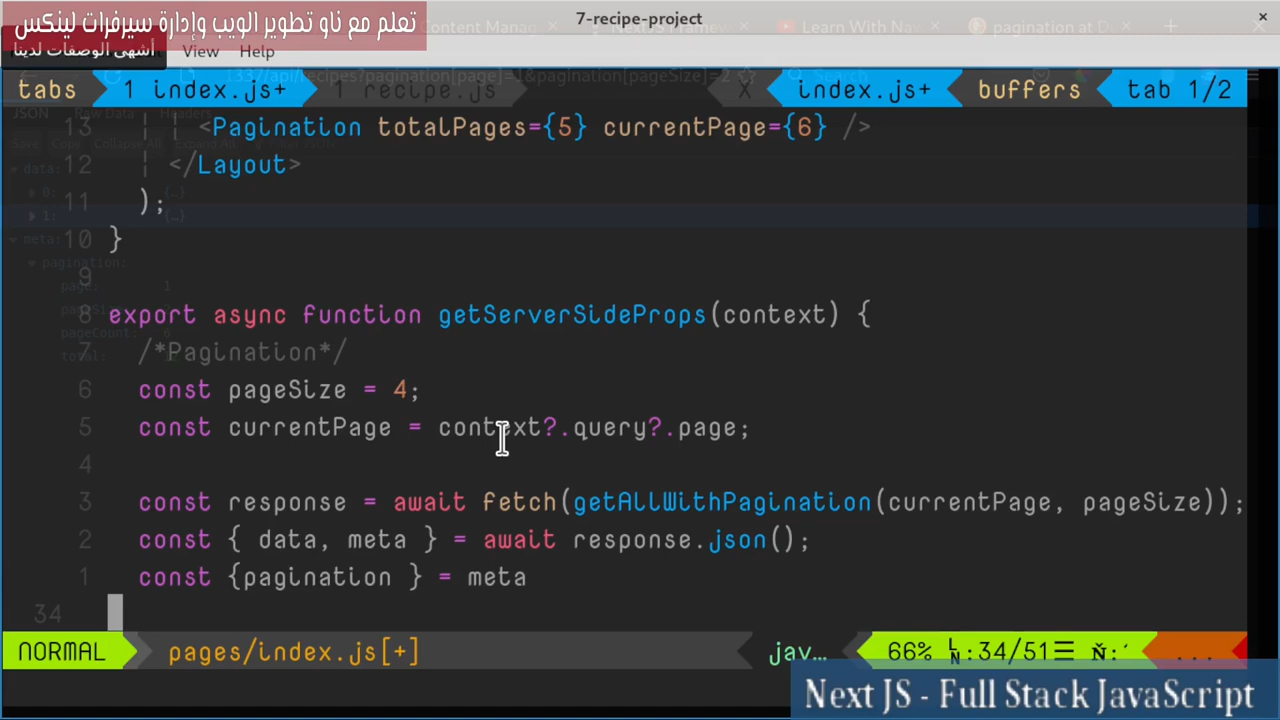 7-recipe-project
تعلم مع ناو تطوير الويب وإدارة سيرفرات لينكس
أشهى الوصفات لدينا
View Help
tabs 1 index.js+ 1 recipe.js X index.js+ buffers tab 1/2
13 <Pagination totalPages={5} currentPage={6} />
12 </Layout>
11 );
10 }
9
8 export async function getServerSideProps(context) {
7 /*Pagination*/
6 const pageSize = 4;
5 const currentPage = context?.query?.page;
4
3 const response = await fetch(getAllWithPagination(currentPage, pageSize));
2 const { data, meta } = await response.json();
1 const {pagination } = meta
34
NORMAL pages/index.js[+] jav… 66% ㏑:34/51☰ ...
Next JS - Full Stack JavaScript